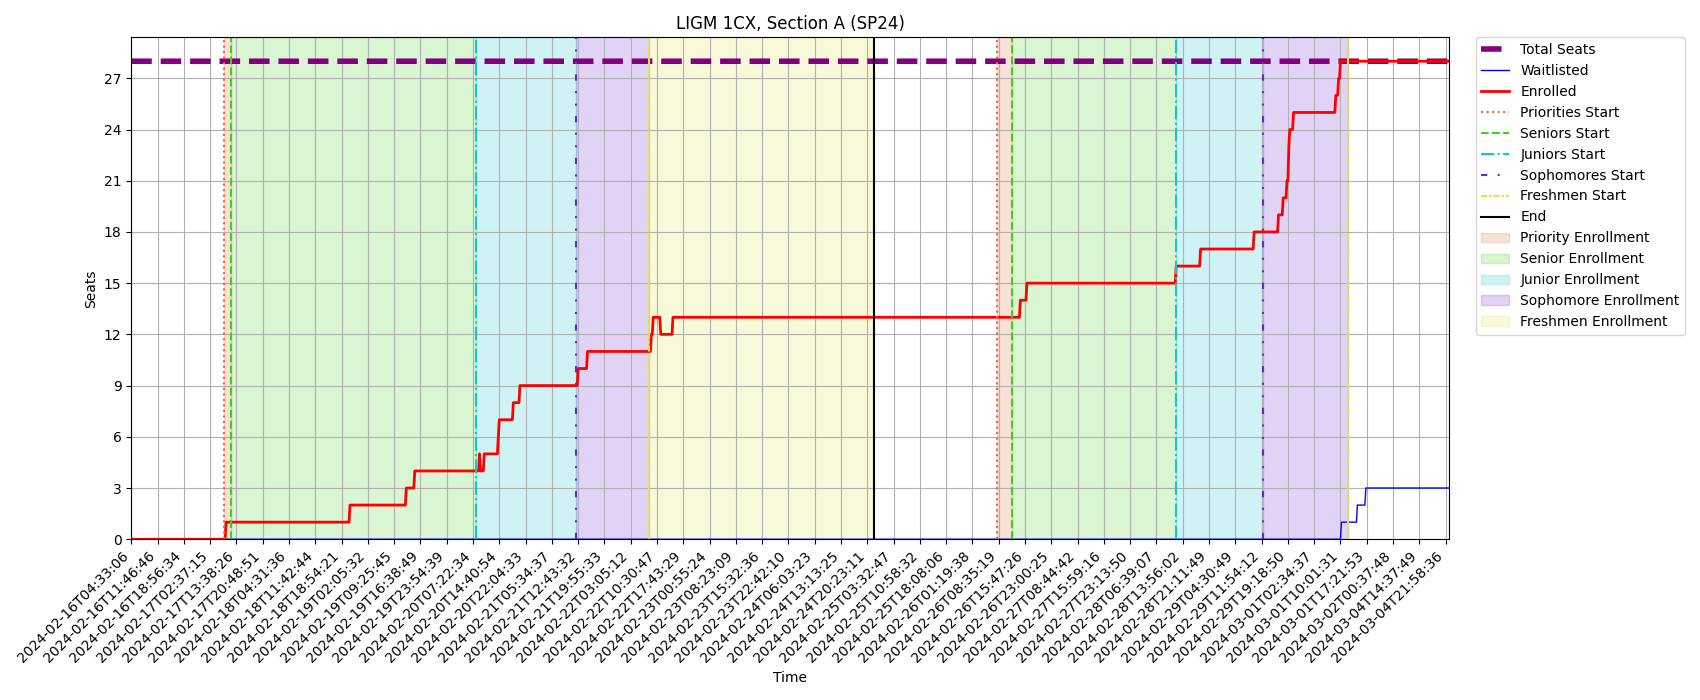 LIGM 1CX, Section A (SP24)
Total Seats
Waitlisted
Enrolled
Priorities Start
Seniors Start
Juniors Start
Sophomores Start
Freshmen Start
End
Priority Enrollment
Senior Enrollment
Junior Enrollment
Sophomore Enrollment
Freshmen Enrollment
Seats
27
24
21
18
15
12
9
6
3
0
2024-02-16T04:33:06
2024-02-16T11:46:46
2024-02-16T18:56:34
2024-02-17T02:37:15
2024-02-17T13:38:26
2024-02-17T20:48:51
2024-02-18T04:31:36
2024-02-18T11:42:44
2024-02-18T18:54:21
2024-02-19T02:05:32
2024-02-19T09:25:45
2024-02-19T16:38:49
2024-02-19T23:54:39
2024-02-20T07:22:34
2024-02-20T14:40:54
2024-02-20T22:04:33
2024-02-21T05:34:37
2024-02-21T12:43:32
2024-02-21T19:55:33
2024-02-22T03:05:12
2024-02-22T10:30:47
2024-02-22T17:43:29
2024-02-23T00:55:24
2024-02-23T08:23:09
2024-02-23T15:32:36
2024-02-23T22:42:10
2024-02-24T06:03:23
2024-02-24T13:13:25
2024-02-24T20:23:11
2024-02-25T03:32:47
2024-02-25T10:58:32
2024-02-25T18:08:06
2024-02-26T01:19:38
2024-02-26T08:35:19
2024-02-26T15:47:26
2024-02-26T23:00:25
2024-02-27T08:44:42
2024-02-27T15:59:16
2024-02-27T23:13:50
2024-02-28T06:39:07
2024-02-28T13:56:02
2024-02-28T21:11:49
2024-02-29T04:30:49
2024-02-29T11:54:12
2024-02-29T19:18:50
2024-03-01T02:34:37
2024-03-01T10:01:31
2024-03-01T17:21:53
2024-03-02T00:37:48
2024-03-04T14:37:49
2024-03-04T21:58:36
Time